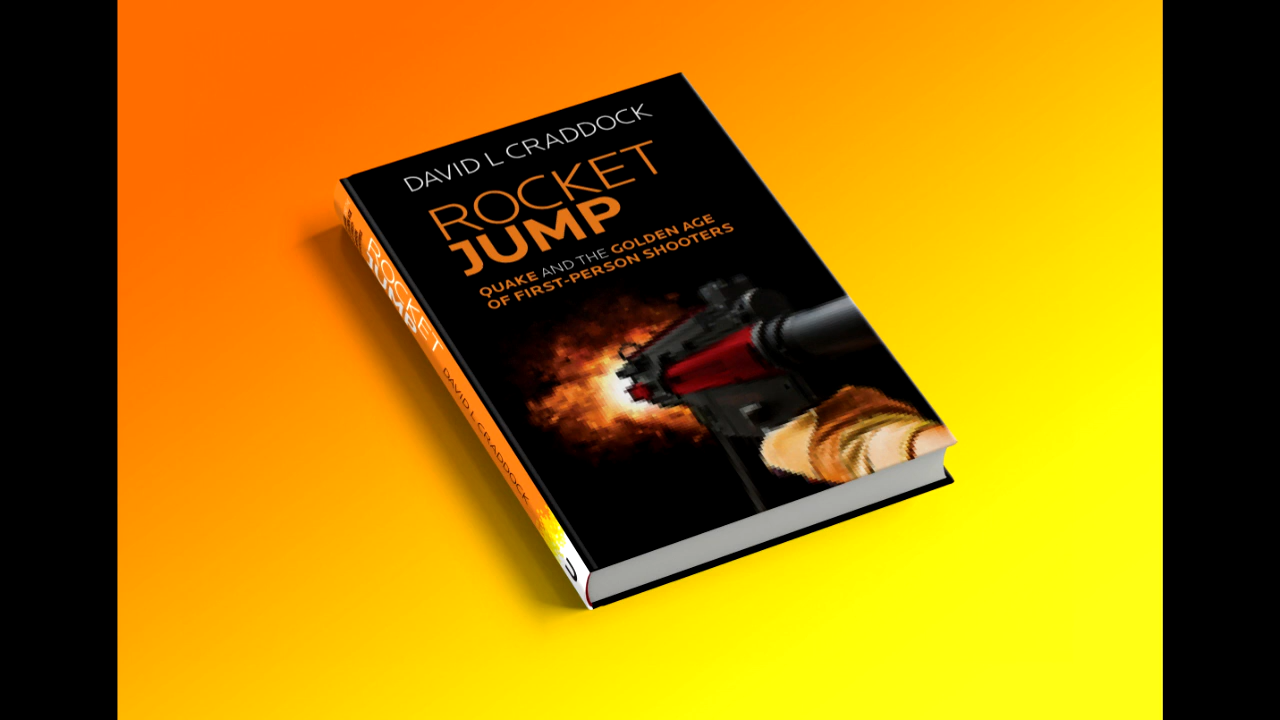 DAVID L CRADDOCK
ROCKET
JUMP
QUAKE AND THE GOLDEN AGE
OF FIRST-PERSON SHOOTERS
ROCKET
JUMP
DAVID L CRADDOCK